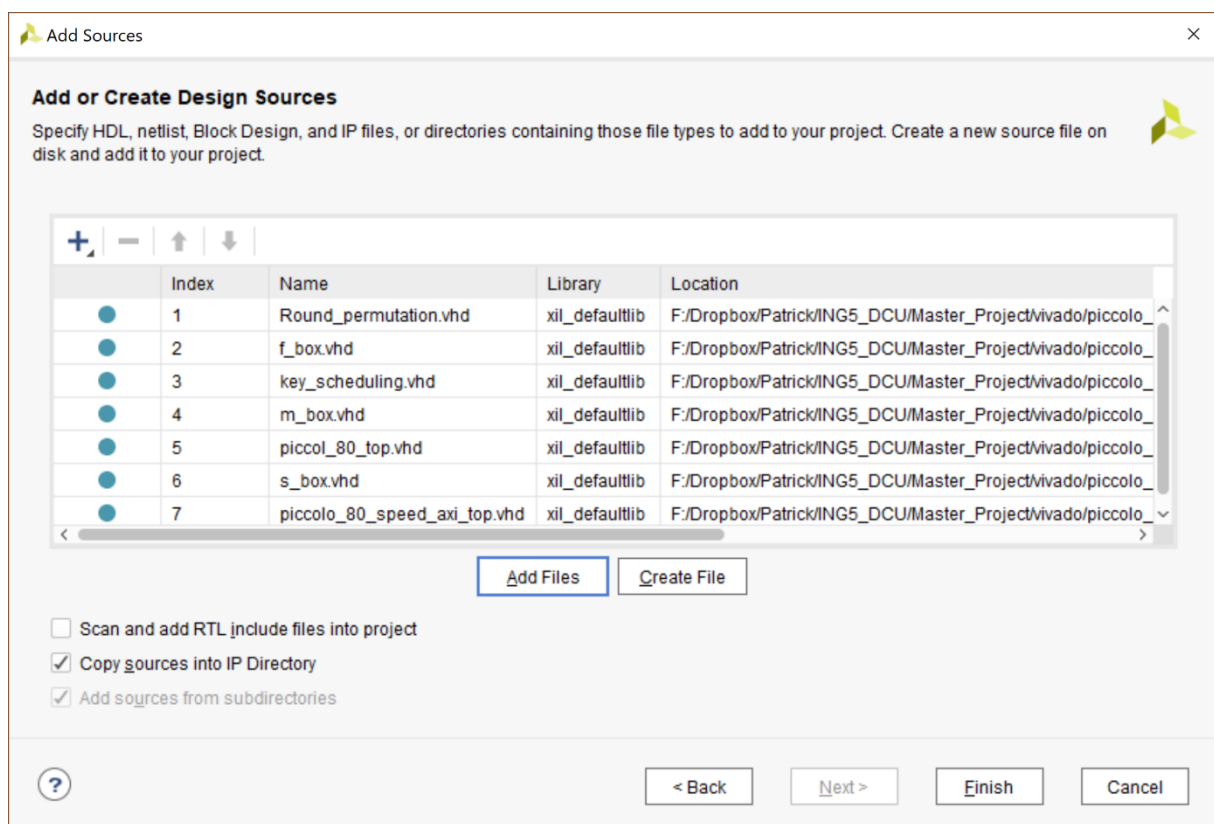 Add Sources
Add or Create Design Sources
Specify HDL, netlist, Block Design, and IP files, or directories containing those file types to add to your project. Create a new source file on
disk and add it to your project.
Index Name Library Location
1 Round_permutation.vhd xil_defaultlib F:/Dropbox/Patrick/ING5_DCU/Master_Project/vivado/piccolo_
2 f_box.vhd xil_defaultlib F:/Dropbox/Patrick/ING5_DCU/Master_Project/vivado/piccolo_
3 key_scheduling.vhd xil_defaultlib F:/Dropbox/Patrick/ING5_DCU/Master_Project/vivado/piccolo_
4 m_box.vhd xil_defaultlib F:/Dropbox/Patrick/ING5_DCU/Master_Project/vivado/piccolo_
5 piccol_80_top.vhd xil_defaultlib F:/Dropbox/Patrick/ING5_DCU/Master_Project/vivado/piccolo_
6 s_box.vhd xil_defaultlib F:/Dropbox/Patrick/ING5_DCU/Master_Project/vivado/piccolo_
7 piccolo_80_speed_axi_top.vhd xil_defaultlib F:/Dropbox/Patrick/ING5_DCU/Master_Project/vivado/piccolo_
Add Files Create File
Scan and add RTL include files into project
Copy sources into IP Directory
Add sources from subdirectories
? < Back Next > Finish Cancel